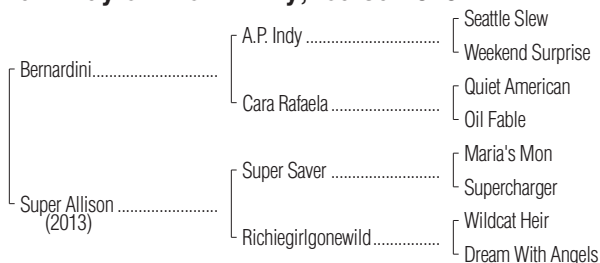 Seattle Slew
A.P. Indy
Weekend Surprise
Bernardini
Quiet American
Cara Rafaela
Oil Fable
Maria's Mon
Super Saver
Supercharger
Super Allison
(2013)
Wildcat Heir
Richiegirlgonewild
Dream With Angels